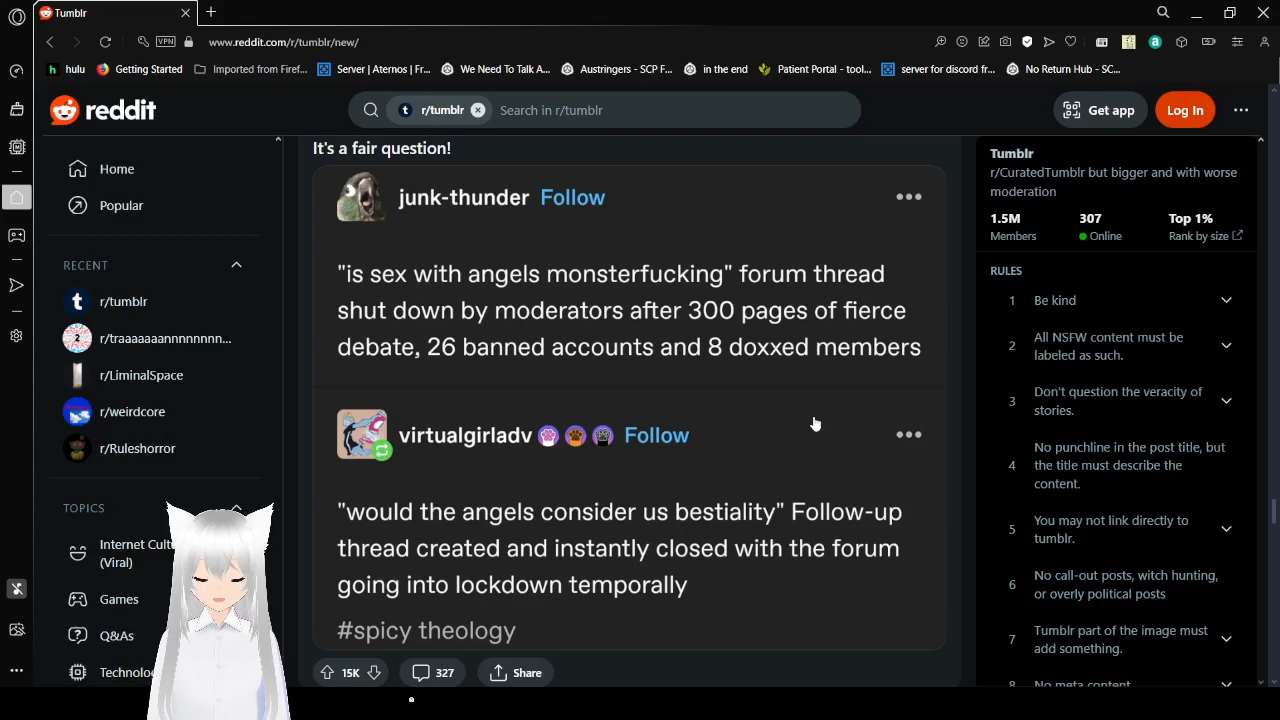 Tumblr
www.reddit.com/r/tumblr/new/
VPN
hulu
Getting Started
Imported from Firef...
Server | Aternos | Fr...
We Need To Talk A...
Austringers - SCP F...
in the end
Patient Portal - tool...
server for discord fr...
No Return Hub - SC...
reddit
r/tumblr
Search in r/tumblr
Get app
Log In
Home
Popular
RECENT
r/tumblr
r/traaaaaaannnnnnnn...
r/LiminalSpace
r/weirdcore
r/Ruleshorror
TOPICS
Internet Cult
(Viral)
Games
Q&As
Technolo
It's a fair question!
junk-thunder Follow
"is sex with angels monsterfucking" forum thread
shut down by moderators after 300 pages of fierce
debate, 26 banned accounts and 8 doxxed members
virtualgirladv Follow
"would the angels consider us bestiality" Follow-up
thread created and instantly closed with the forum
going into lockdown temporally
#spicy theology
15K
327
Share
Tumblr
r/CuratedTumblr but bigger and with worse
moderation
1.5M 307 Top 1%
Members Online Rank by size
RULES
1 Be kind
2 All NSFW content must be
labeled as such.
3 Don't question the veracity of
stories.
4 No punchline in the post title, but
the title must describe the
content.
5 You may not link directly to
tumblr.
6 No call-out posts, witch hunting,
or overly political posts
7 Tumblr part of the image must
add something.
8 No meta content